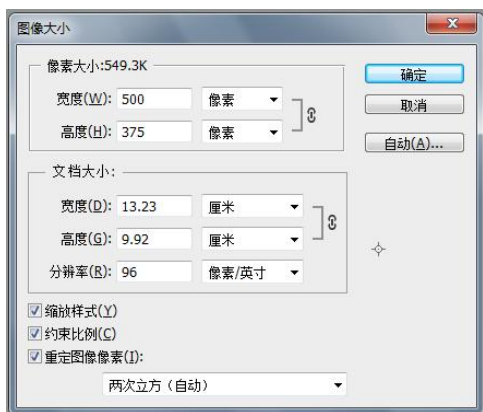 图像大小
像素大小:549.3K
宽度(W): 500 像素
高度(H): 375 像素
文档大小:
宽度(D): 13.23 厘米
高度(G): 9.92 厘米
分辨率(R): 96 像素/英寸
缩放样式(Y)
约束比例(C)
重定图像像素(I):
两次立方（自动）
确定
取消
自动(A)...